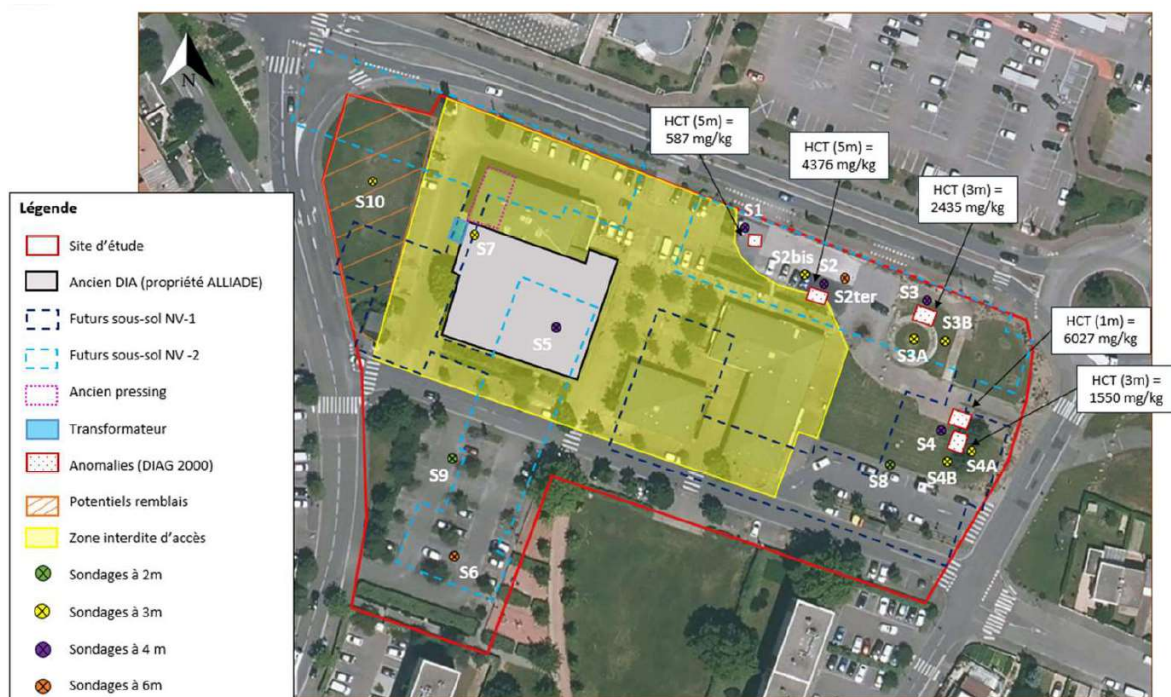 N
HCT (5m) =
587 mg/kg
HCT (5m) =
4376 mg/kg
HCT (3m) =
2435 mg/kg
HCT (1m) =
6027 mg/kg
HCT (3m) =
1550 mg/kg
S10
S7
S5
S1
S2bis
S2
S2ter
S3
S3B
S3A
S4
S4A
S4B
S8
S9
S6
Légende
Site d'étude
Ancien DIA (propriété ALLIADE)
Futurs sous-sol NV-1
Futurs sous-sol NV -2
Ancien pressing
Transformateur
Anomalies (DIAG 2000)
Potentiels remblais
Zone interdite d'accès
Sondages à 2m
Sondages à 3m
Sondages à 4 m
Sondages à 6m